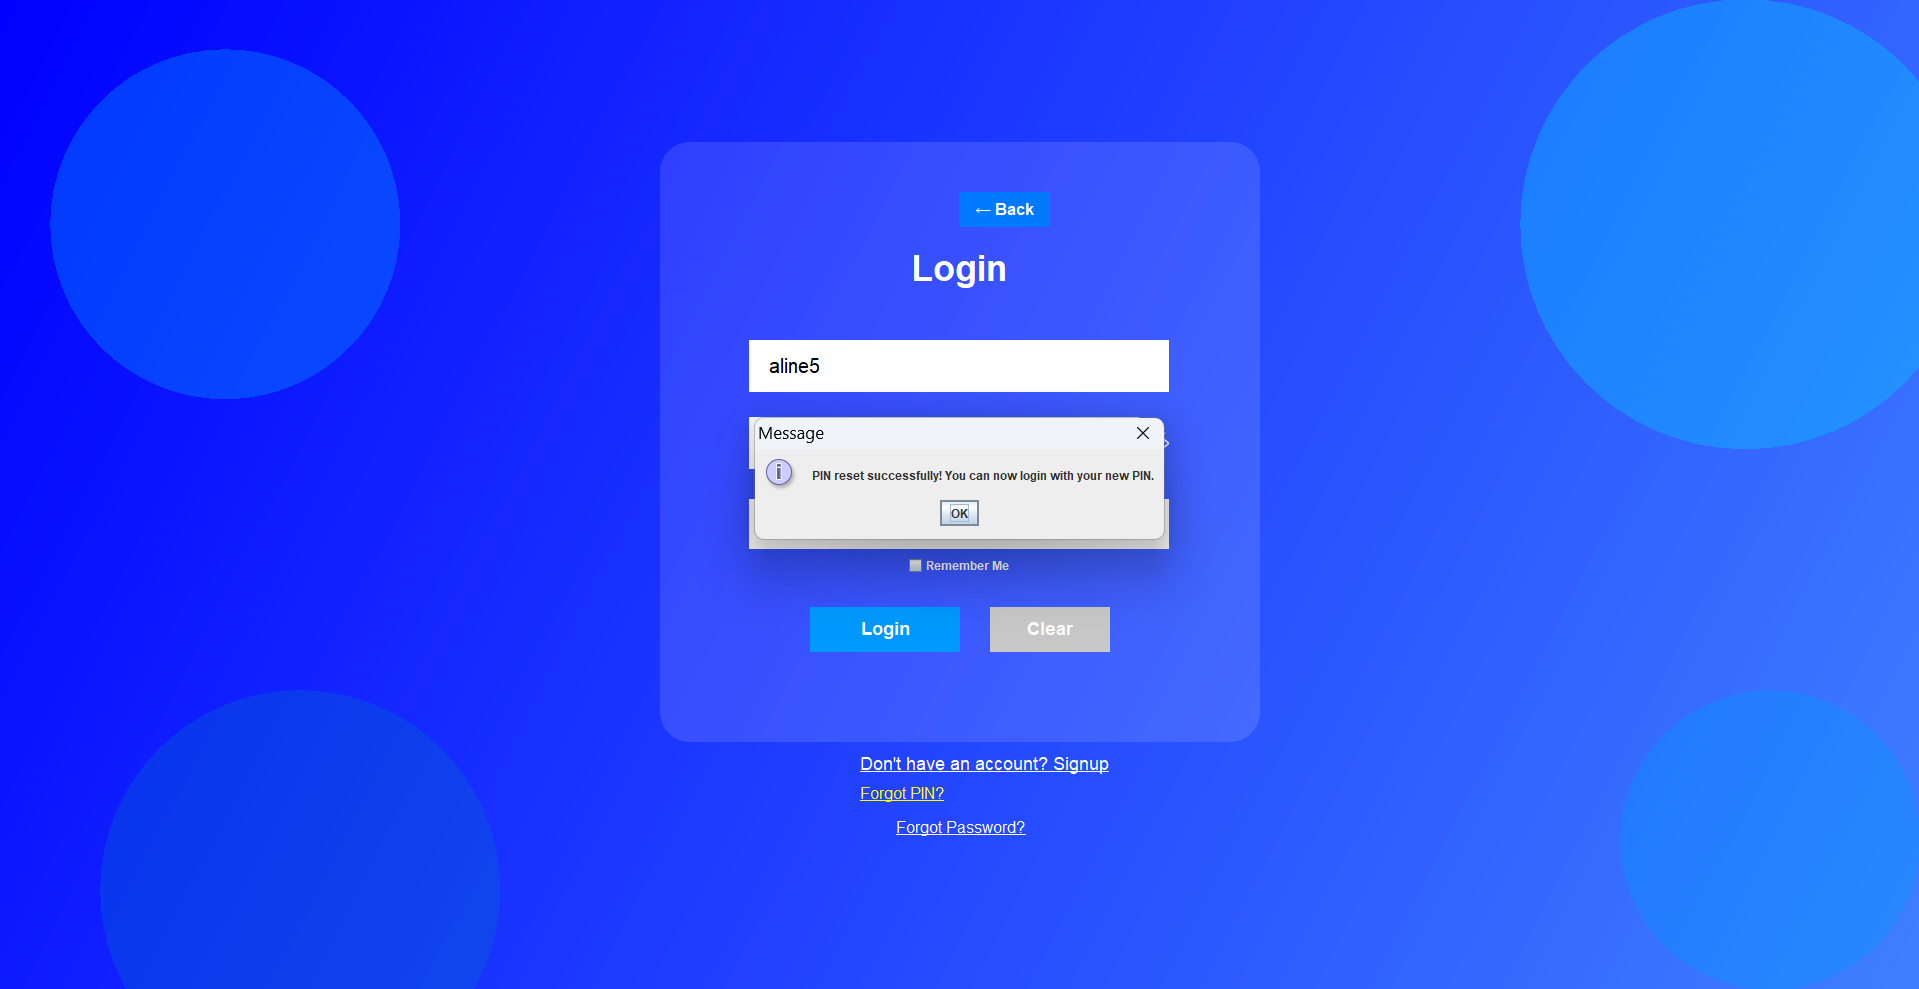 ← Back
Login
aline5
Message
PIN reset successfully! You can now login with your new PIN.
OK
Remember Me
Login
Clear
Don't have an account? Signup
Forgot PIN?
Forgot Password?